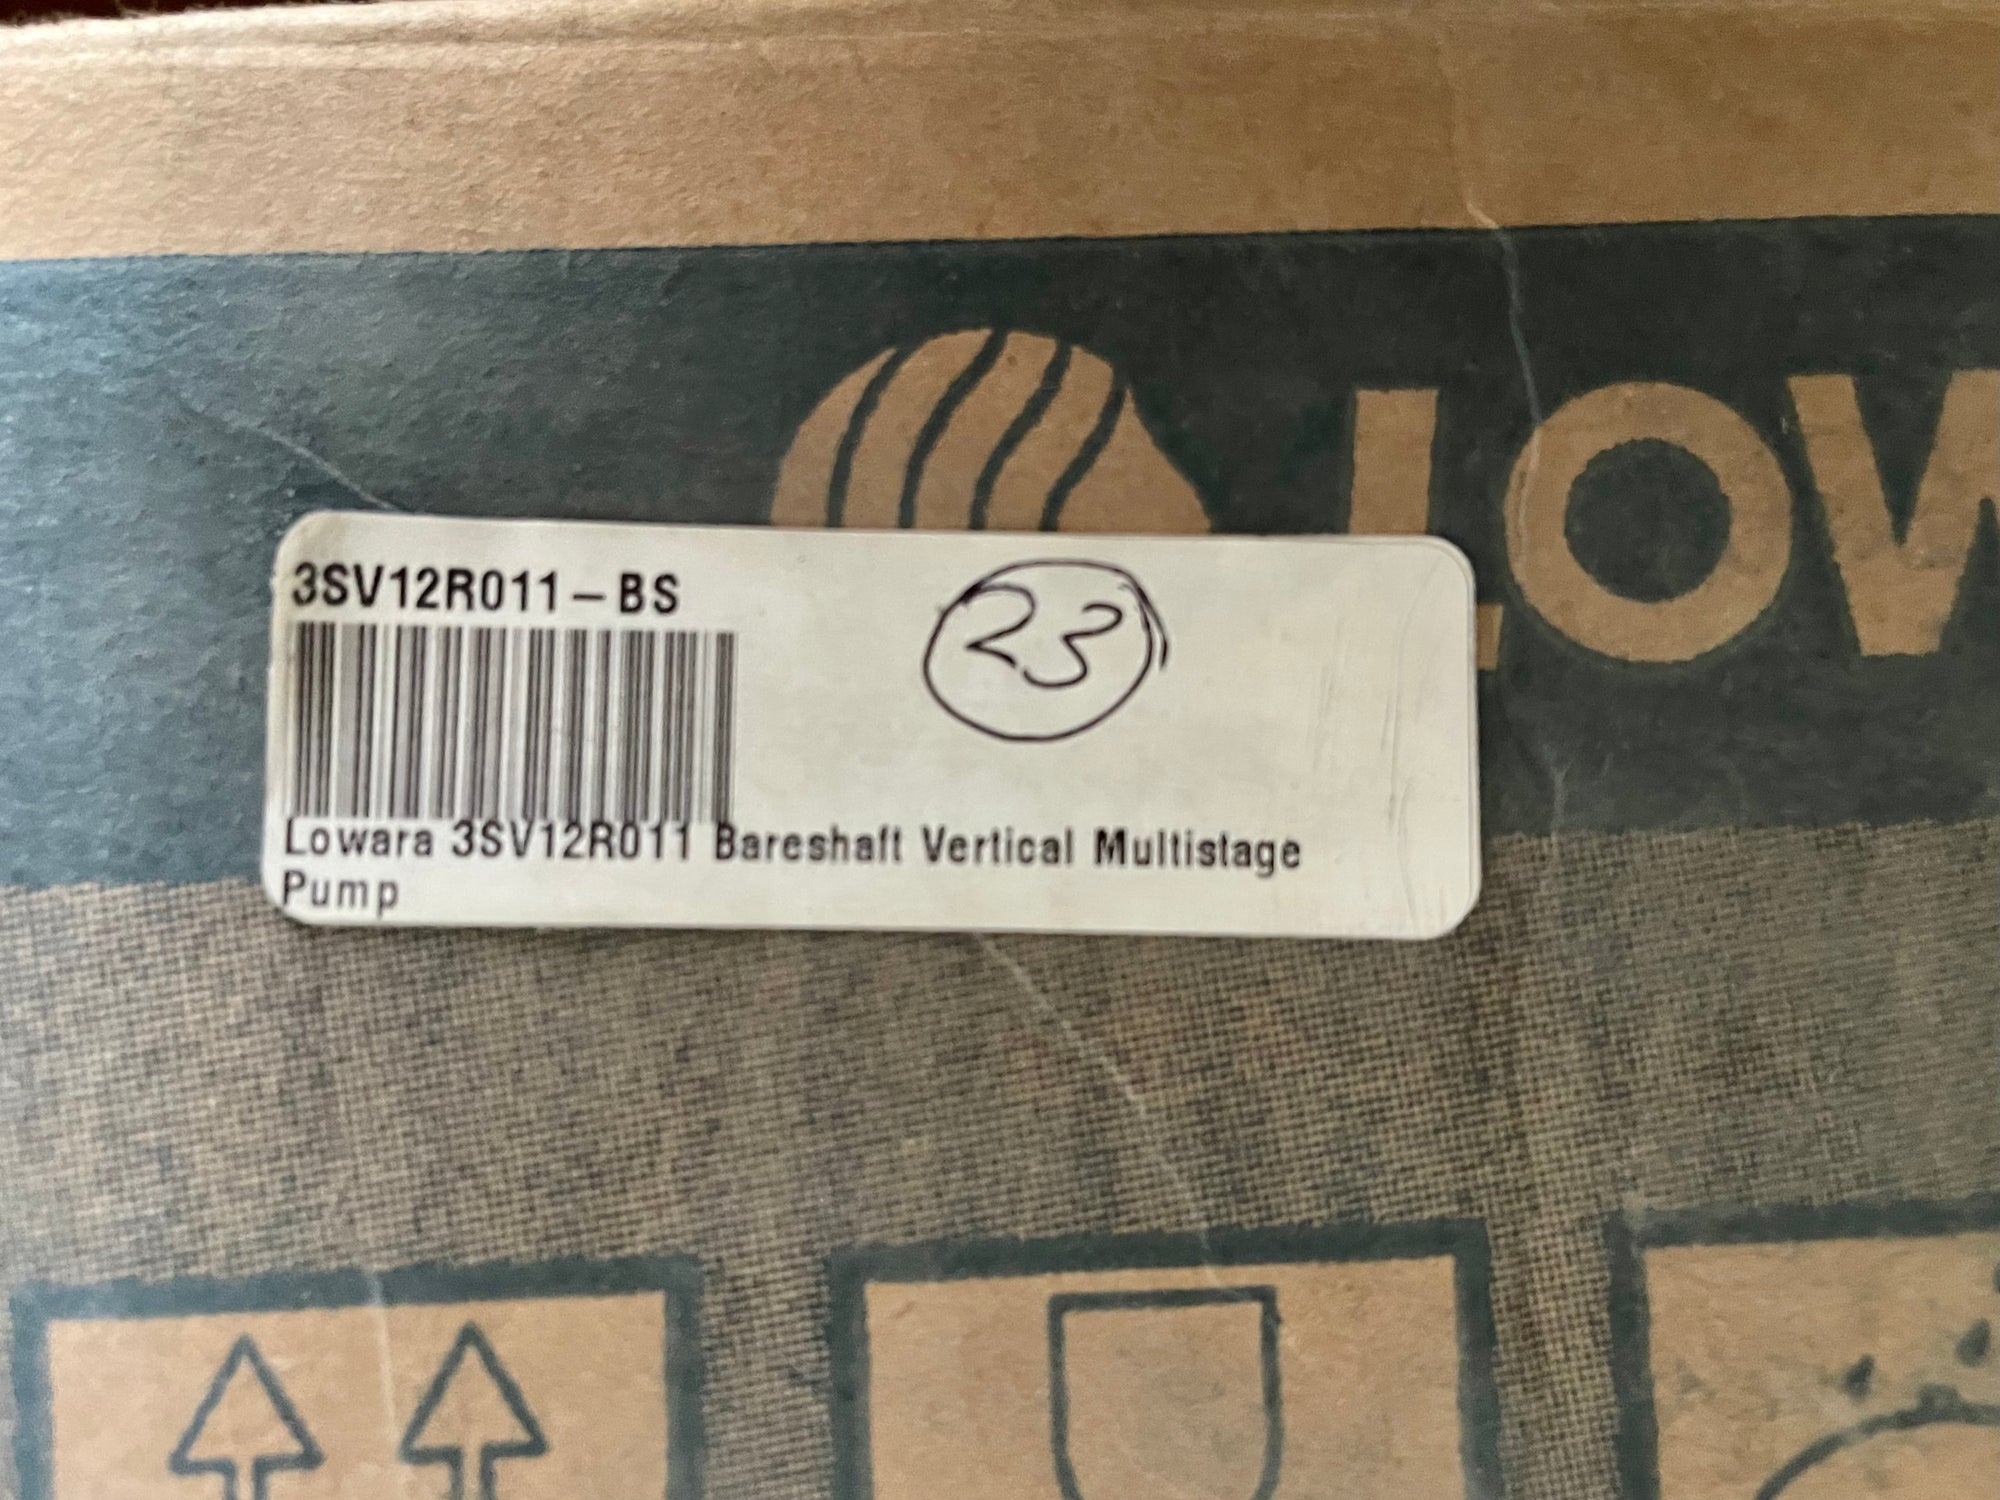 LOW
3SV12R011-BS
23
Lowara 3SV12R011 Bareshaft Vertical Multistage
Pump